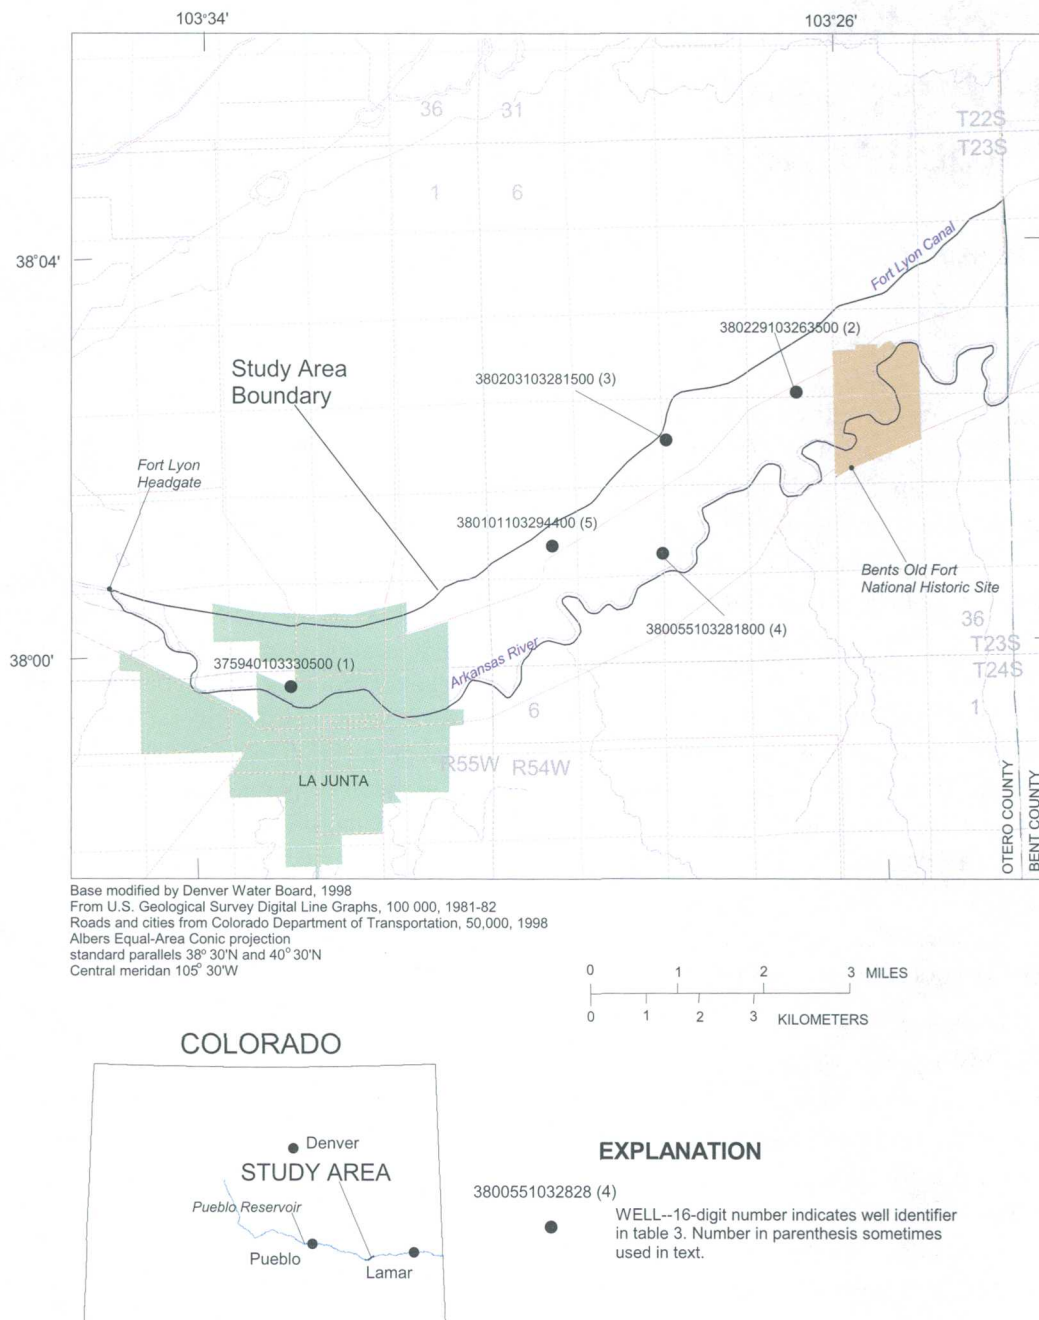 103°34'
103°26'
36 31
T22S
T23S
1 6
38°04'
Fort Lyon Canal
380229103263500 (2)
Study Area
Boundary
380203103281500 (3)
Fort Lyon
Headgate
380101103294400 (5)
Bents Old Fort
National Historic Site
36
380055103281800 (4)
T23S
38°00'
375940103330500 (1)
Arkansas River
T24S
6
1
R55W R54W
LA JUNTA
OTERO COUNTY
BENT COUNTY
Base modified by Denver Water Board, 1998
From U.S. Geological Survey Digital Line Graphs, 100 000, 1981-82
Roads and cities from Colorado Department of Transportation, 50,000, 1998
Albers Equal-Area Conic projection
standard parallels 38° 30'N and 40° 30'N
Central meridan 105° 30'W
0 1 2 3 MILES
0 1 2 3 KILOMETERS
COLORADO
Denver
STUDY AREA
Pueblo Reservoir
Pueblo
Lamar
EXPLANATION
3800551032828 (4)
WELL--16-digit number indicates well identifier
in table 3. Number in parenthesis sometimes
used in text.